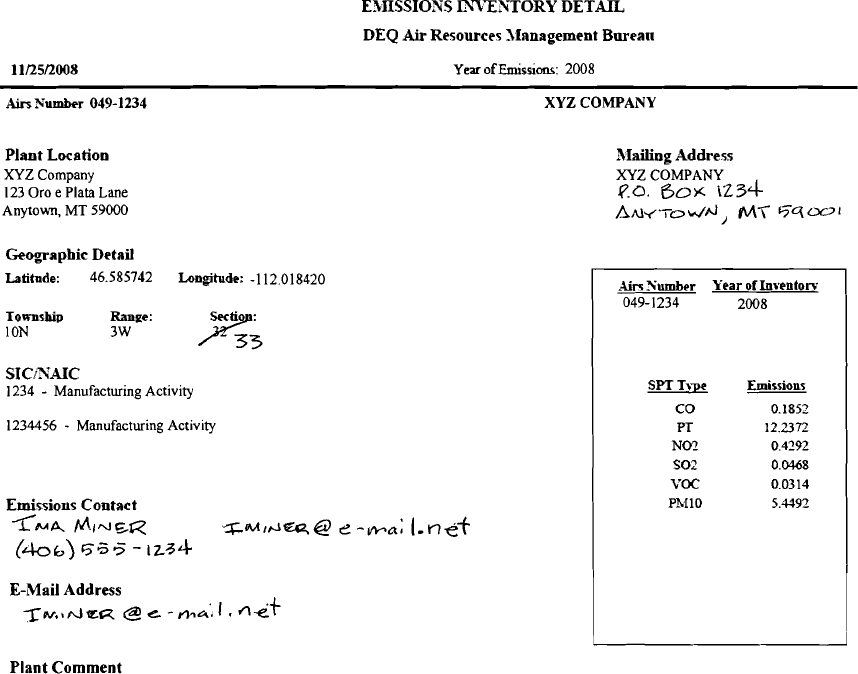 EMISSIONS INVENTORY DETAIL
DEQ Air Resources Management Bureau
11/25/2008 Year of Emissions: 2008
Airs Number 049-1234 XYZ COMPANY
Plant Location
XYZ Company
123 Oro e Plata Lane
Anytown, MT 59000
Mailing Address
XYZ COMPANY
P.O. BOX 1234
ANYTOWN, MT 59001
Geographic Detail
Latitude: 46.585742 Longitude: -112.018420
Township Range: Section:
10N 3W 32 33
SIC/NAIC
1234 - Manufacturing Activity
1234456 - Manufacturing Activity
Airs Number Year of Inventory
049-1234 2008
SPT Type Emissions
CO 0.1852
PT 12.2372
NO2 0.4292
SO2 0.0468
VOC 0.0314
PM10 5.4492
Emissions Contact
IMA MINER IMINER@e-mail.net
(406) 555-1234
E-Mail Address
IMINER@e-mail.net
Plant Comment